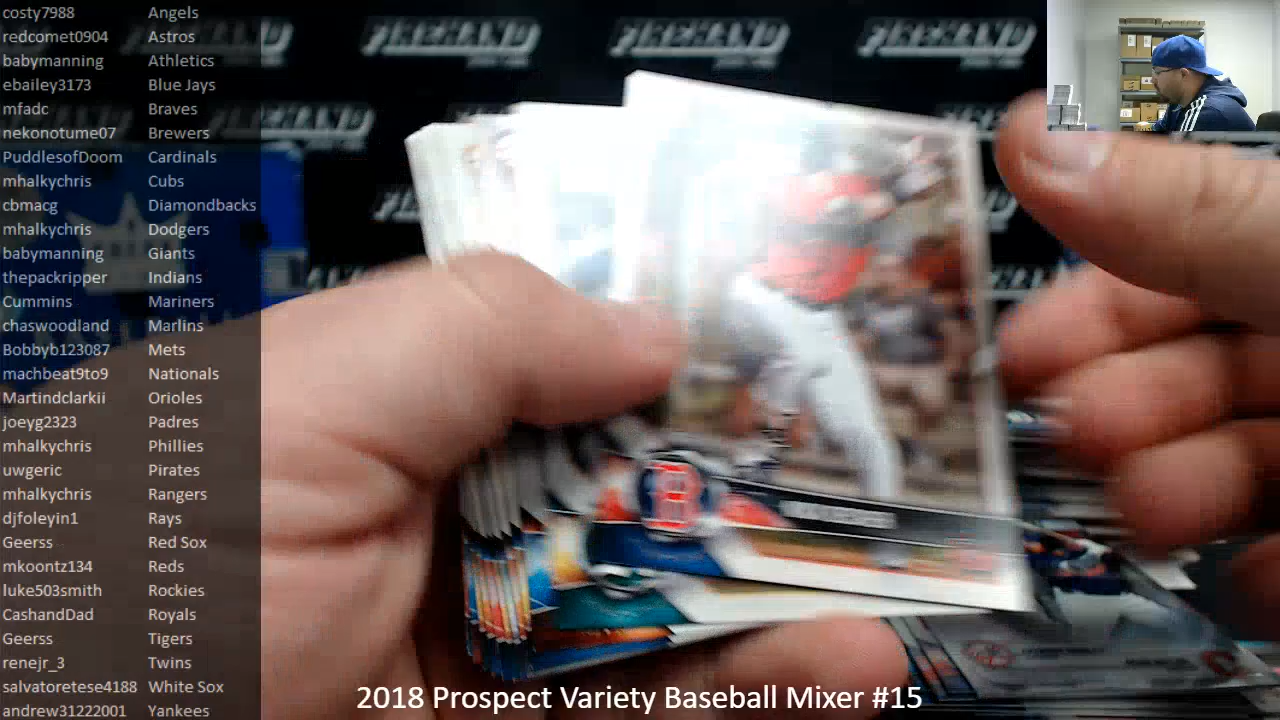 costy7988 Angels
redcomet0904 Astros
babymanning Athletics
ebailey3173 Blue Jays
mfadc Braves
nekonotume07 Brewers
PuddlesofDoom Cardinals
mhalkychris Cubs
cbmacg Diamondbacks
mhalkychris Dodgers
babymanning Giants
thepackripper Indians
Cummins Mariners
chaswoodland Marlins
Bobbyb123087 Mets
machbeat9to9 Nationals
Martindclarkii Orioles
joeyg2323 Padres
mhalkychris Phillies
uwgeric Pirates
mhalkychris Rangers
djfoleyin1 Rays
Geerss Red Sox
mkoontz134 Reds
luke503smith Rockies
CashandDad Royals
Geerss Tigers
renejr_3 Twins
salvatoretese4188 White Sox
andrew31222001 Yankees
B
2018 Prospect Variety Baseball Mixer #15